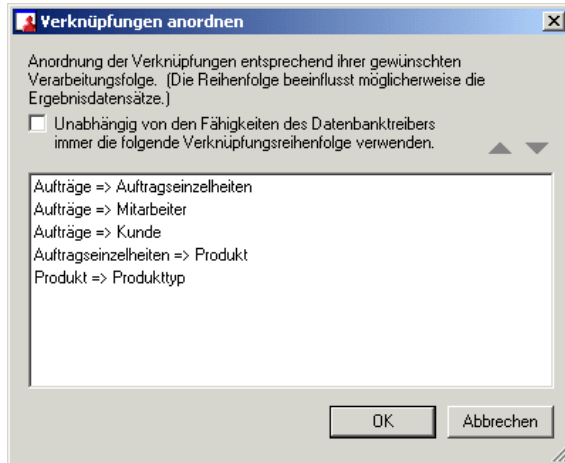 Verknüpfungen anordnen
Anordnung der Verknüpfungen entsprechend ihrer gewünschten
Verarbeitungsfolge.  (Die Reihenfolge beeinflusst möglicherweise die
Ergebnisdatensätze.)
Unabhängig von den Fähigkeiten des Datenbanktreibers
immer die folgende Verknüpfungsreihenfolge verwenden.
Aufträge => Auftragseinzelheiten
Aufträge => Mitarbeiter
Aufträge => Kunde
Auftragseinzelheiten => Produkt
Produkt => Produkttyp
OK
Abbrechen